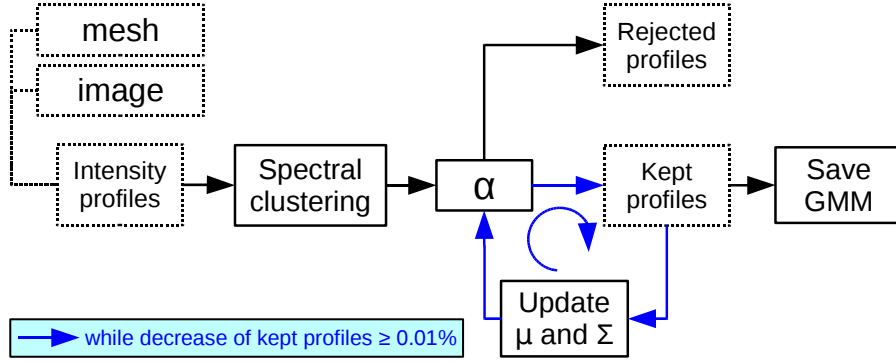 mesh
image
Intensity
profiles
Spectral
clustering
α
Rejected
profiles
Kept
profiles
Save
GMM
Update
μ and Σ
while decrease of kept profiles ≥ 0.01%